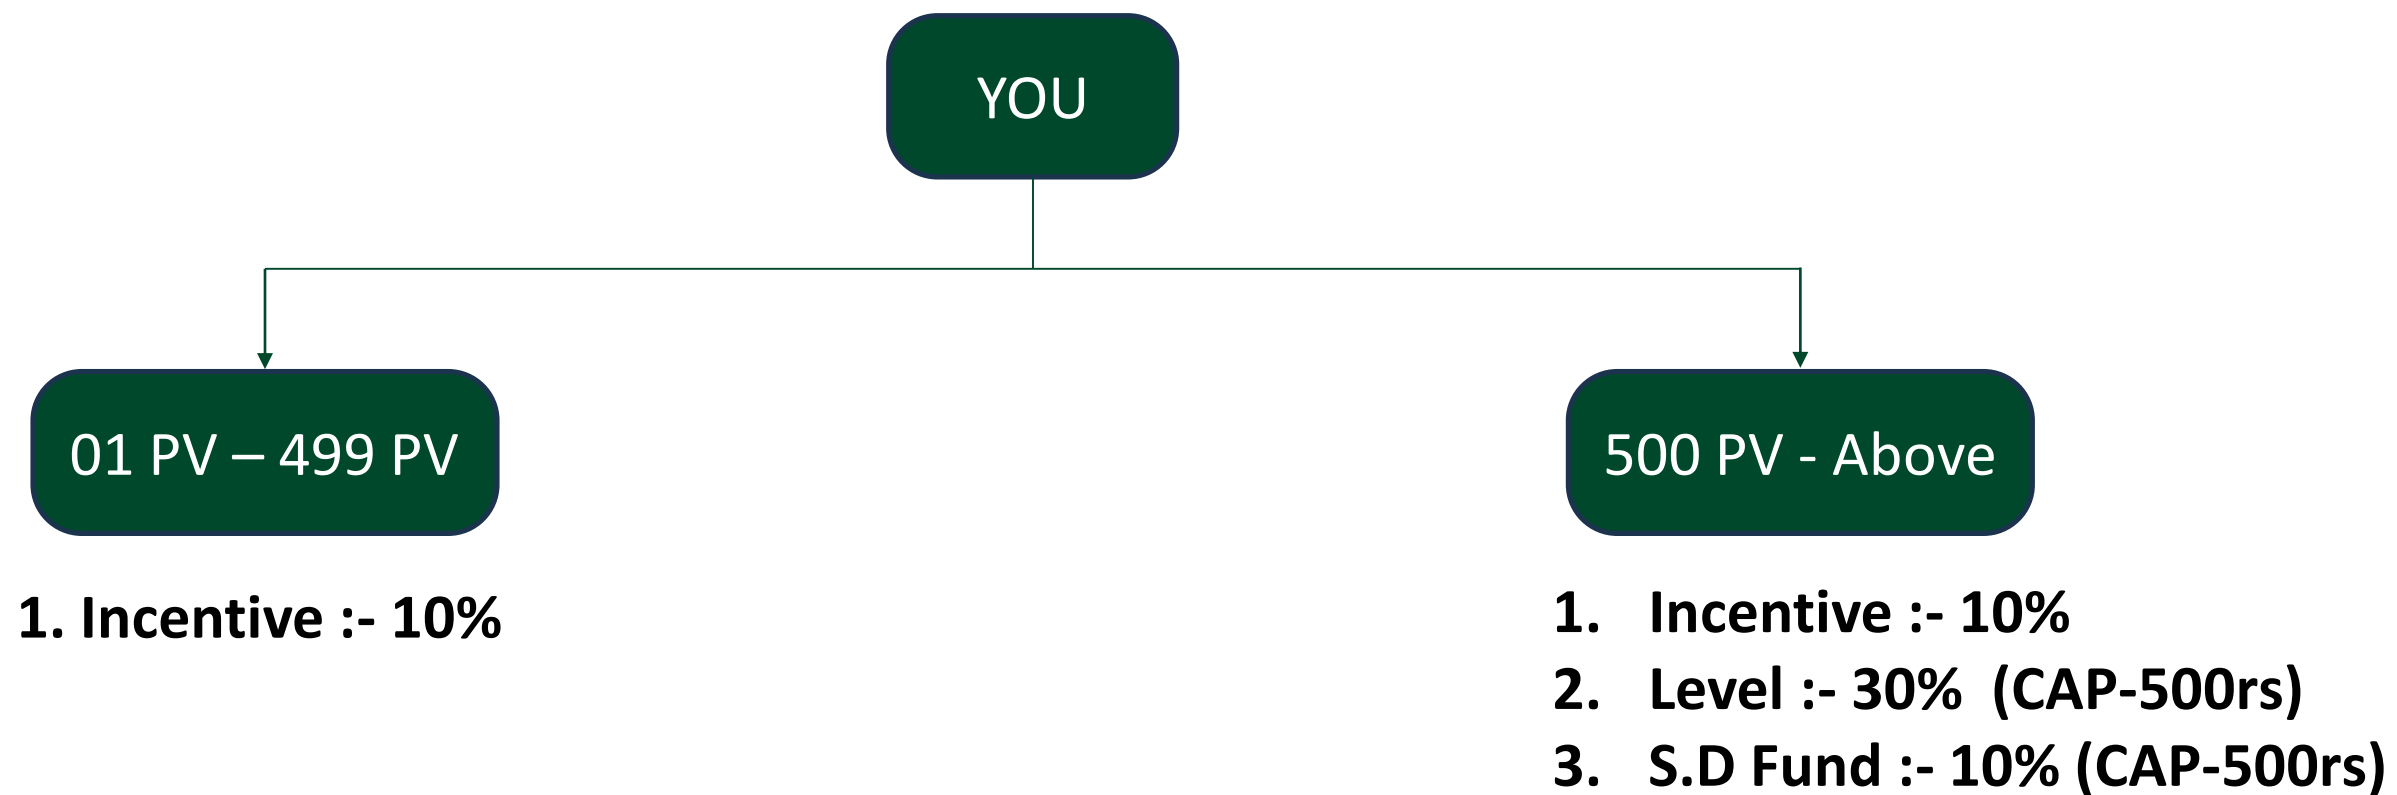 YOU
01 PV – 499 PV
500 PV - Above
1. Incentive :- 10%
1. Incentive :- 10%
2. Level :- 30% (CAP-500rs)
3. S.D Fund :- 10% (CAP-500rs)